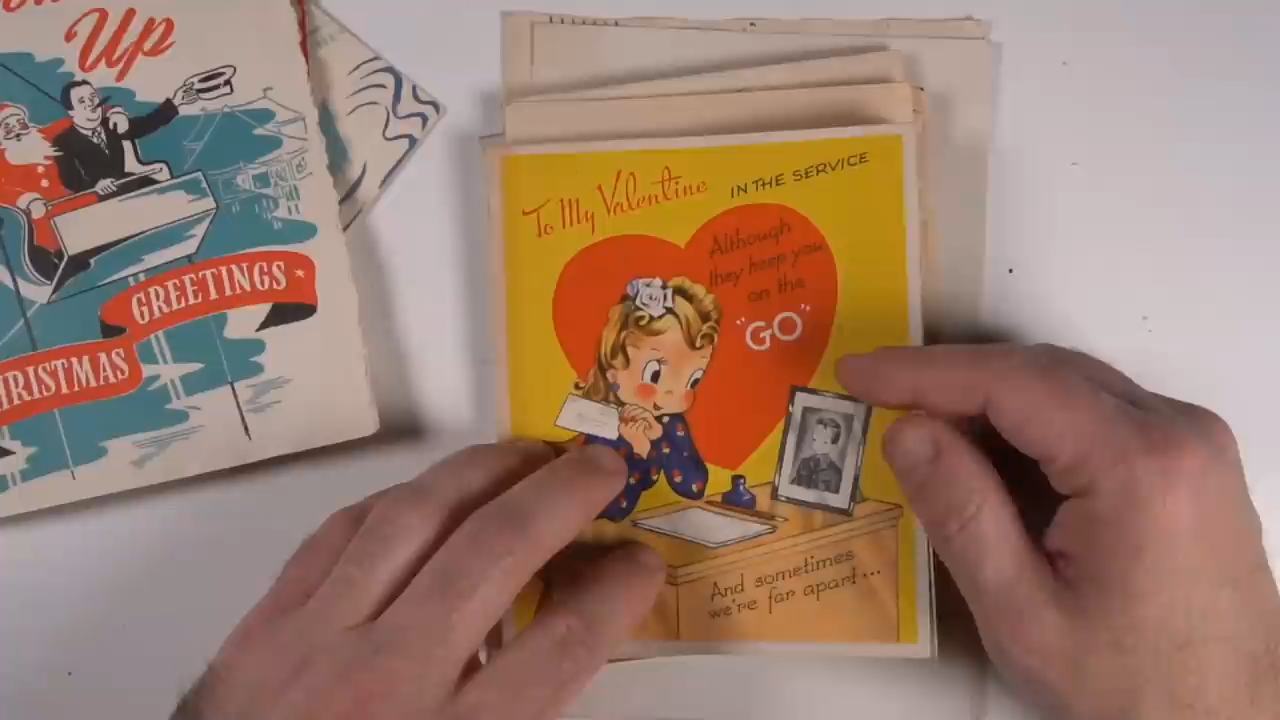 Up
GREETINGS
To My Valentine
IN THE SERVICE
Although
they keep you
on the
"GO"
And sometimes
we're far apart...